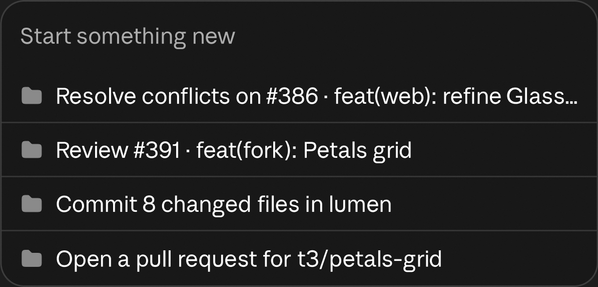 Start something new
Resolve conflicts on #386 · feat(web): refine Glass...
Review #391 · feat(fork): Petals grid
Commit 8 changed files in lumen
Open a pull request for t3/petals-grid